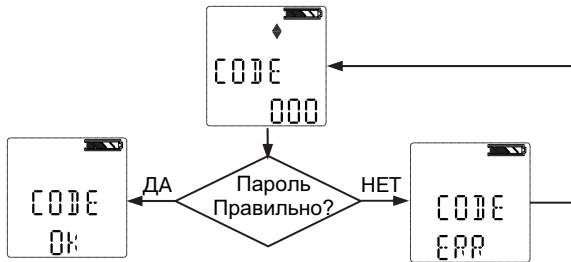 CODE
000
ДА
Пароль
Правильно?
НЕТ
CODE
OK
CODE
ERR